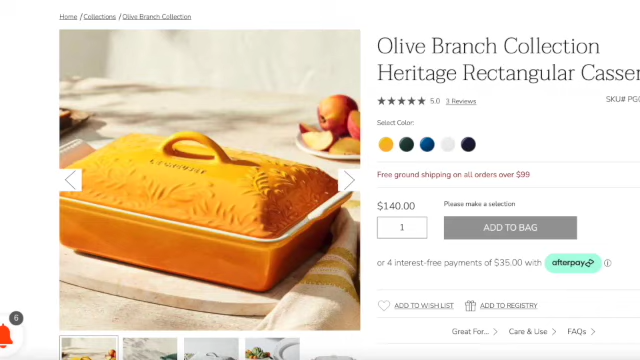 Home / Collections / Olive Branch Collection
Olive Branch Collection
Heritage Rectangular Casser
5.0 3 Reviews
SKU# PG0
Select Color:
Free ground shipping on all orders over $99
$140.00
Please make a selection
1
ADD TO BAG
or 4 interest-free payments of $35.00 with afterpay
ADD TO WISH LIST
ADD TO REGISTRY
Great For...
Care & Use
FAQs
6